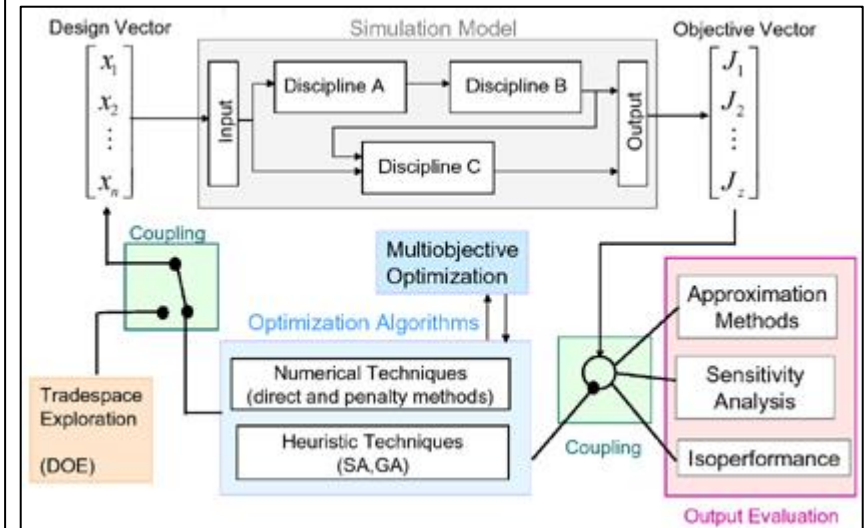 Design Vector
Simulation Model
Objective Vector
x1
x2
⋮
xn
Input
Discipline A
Discipline B
Discipline C
Output
J1
J2
⋮
Jz
Coupling
Multiobjective
Optimization
Optimization Algorithms
Numerical Techniques
(direct and penalty methods)
Heuristic Techniques
(SA,GA)
Tradespace
Exploration
(DOE)
Coupling
Approximation
Methods
Sensitivity
Analysis
Isoperformance
Output Evaluation